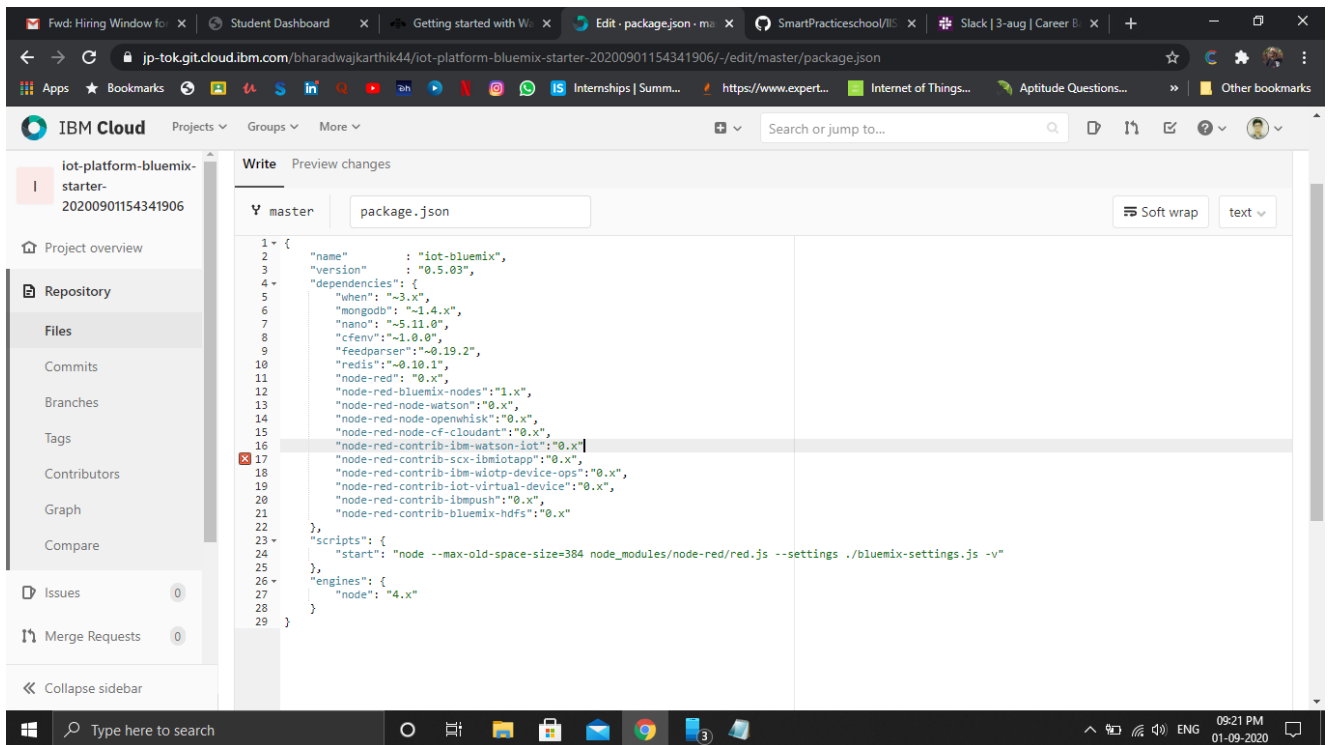 Fwd: Hiring Window fo
Student Dashboard
Getting started with Wa
Edit · package.json · ma
SmartPracticeschool/IIS
Slack | 3-aug | Career B
jp-tok.git.cloud.ibm.com/bharadwajkarthik44/iot-platform-bluemix-starter-20200901154341906/-/edit/master/package.json
Apps
Bookmarks
Internships | Summ...
https://www.expert...
Internet of Things...
Aptitude Questions...
Other bookmarks
IBM Cloud
Projects
Groups
More
Search or jump to...
I
iot-platform-bluemix-
starter-
20200901154341906
Project overview
Repository
Files
Commits
Branches
Tags
Contributors
Graph
Compare
Issues 0
Merge Requests 0
Collapse sidebar
Write Preview changes
master
package.json
Soft wrap
text
1 {
2 "name" : "iot-bluemix",
3 "version" : "0.5.03",
4 "dependencies": {
5 "when": "~3.x",
6 "mongodb": "~1.4.x",
7 "nano": "~5.11.0",
8 "cfenv":"~1.0.0",
9 "feedparser":"~0.19.2",
10 "redis":"~0.10.1",
11 "node-red": "0.x",
12 "node-red-bluemix-nodes":"1.x",
13 "node-red-node-watson":"0.x",
14 "node-red-node-openwhisk":"0.x",
15 "node-red-node-cf-cloudant":"0.x",
16 "node-red-contrib-ibm-watson-iot":"0.x"
17 "node-red-contrib-scx-ibmiotapp":"0.x",
18 "node-red-contrib-ibm-wiotp-device-ops":"0.x",
19 "node-red-contrib-iot-virtual-device":"0.x",
20 "node-red-contrib-ibmpush":"0.x",
21 "node-red-contrib-bluemix-hdfs":"0.x"
22 },
23 "scripts": {
24 "start": "node --max-old-space-size=384 node_modules/node-red/red.js --settings ./bluemix-settings.js -v"
25 },
26 "engines": {
27 "node": "4.x"
28 }
29 }
Type here to search
3
ENG
09:21 PM
01-09-2020